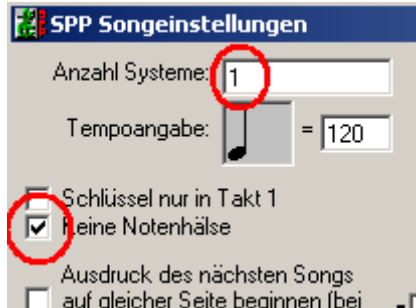 SPP Songeinstellungen
Anzahl Systeme: 1
Tempoangabe: = 120
Schlüssel nur in Takt 1
Keine Notenhälse
Ausdruck des nächsten Songs
auf gleicher Seite beginnen (bei